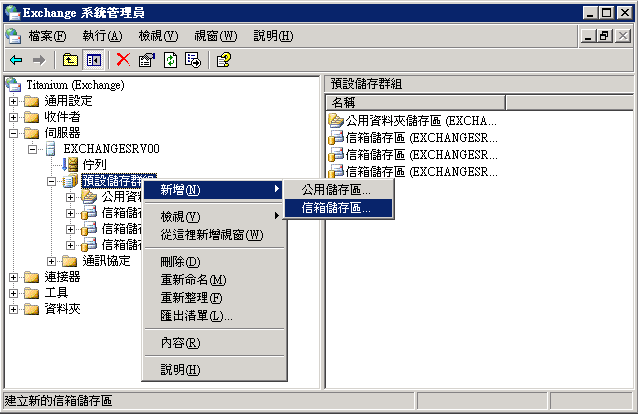 Exchange 系統管理員
檔案(F) 執行(A) 檢視(V) 視窗(W) 說明(H)
Titanium (Exchange)
通用設定
收件者
伺服器
EXCHANGESRV00
佇列
預設儲存群
公用資
信箱儲
信箱儲
信箱儲
通訊協定
連接器
工具
資料夾
新增(N)
檢視(V)
從這裡新增視窗(W)
刪除(D)
重新命名(M)
重新整理(F)
匯出清單(L)...
內容(R)
說明(H)
公用儲存區...
信箱儲存區...
預設儲存群組
名稱
公用資料夾儲存區 (EXCHA...
信箱儲存區 (EXCHANGESR...
信箱儲存區 (EXCHANGESR...
信箱儲存區 (EXCHANGESR...
建立新的信箱儲存區